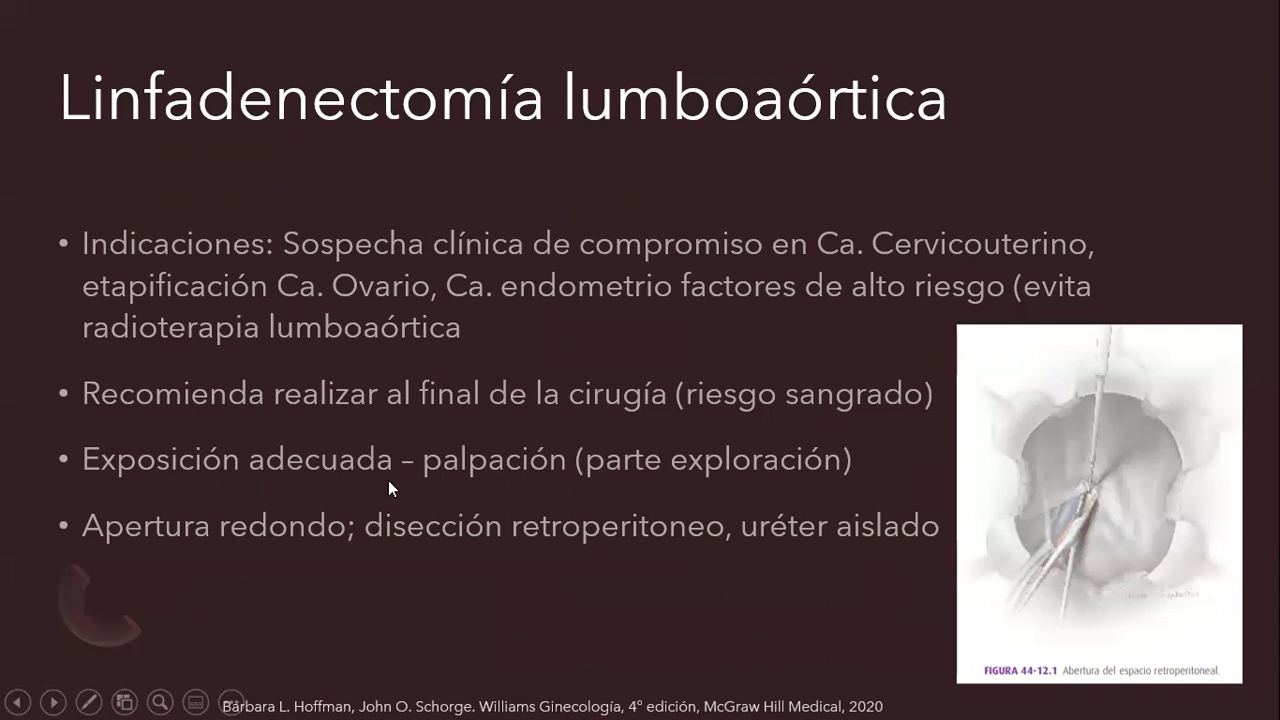 Linfadenectomía lumboaórtica
• Indicaciones: Sospecha clínica de compromiso en Ca. Cervicouterino,
etapificación Ca. Ovario, Ca. endometrio factores de alto riesgo (evita
radioterapia lumboaórtica
• Recomienda realizar al final de la cirugía (riesgo sangrado)
• Exposición adecuada – palpación (parte exploración)
• Apertura redondo; disección retroperitoneo, uréter aislado
FIGURA 44-12.1 Abertura del espacio retroperitoneal.
Barbara L. Hoffman, John O. Schorge. Williams Ginecología, 4° edición, McGraw Hill Medical, 2020